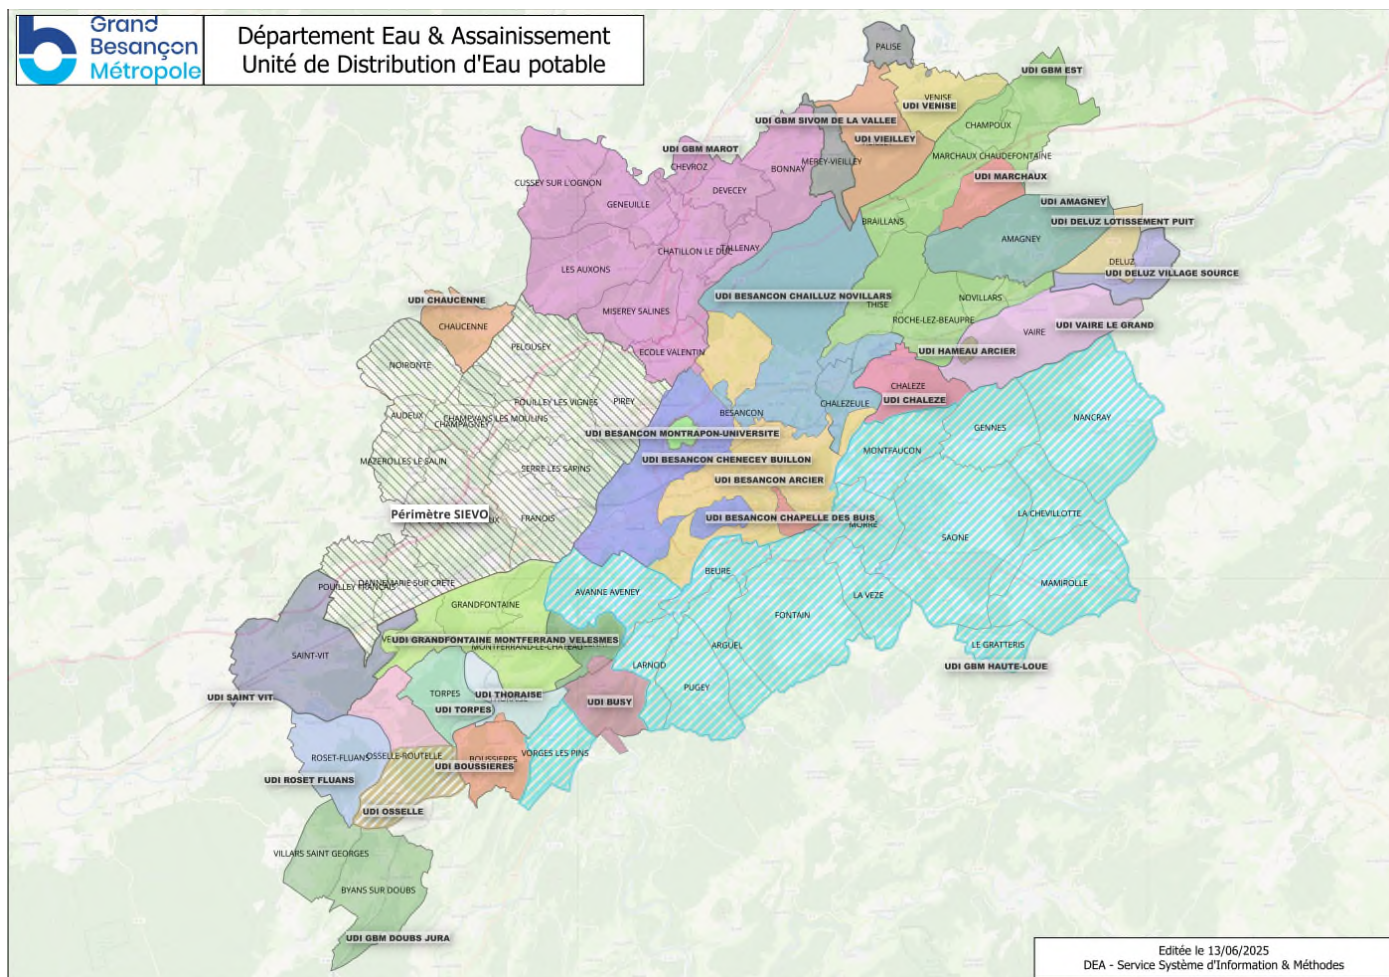 Grand
Besançon
Métropole
Département Eau & Assainissement
Unité de Distribution d'Eau potable
PALISE
UDI GBM EST
VENISE
UDI VENISE
UDI GBM SIVOM DE LA VALLEE
CHAMPOUX
UDI VIEILLEY
UDI GBM MAROT
MEREY-VIEILLEY
MARCHAUX CHAUDEFONTAINE
CHEVROZ
BONNAY
UDI MARCHAUX
CUSSEY SUR L'OGNON
DEVECEY
GENEUILLE
UDI AMAGNEY
BRAILLANS
UDI DELUZ LOTISSEMENT PUIT
AMAGNEY
CHATILLON LE DUC
TALLENAY
DELUZ
LES AUXONS
UDI DELUZ VILLAGE SOURCE
UDI BESANCON CHAILLUZ NOVILLARS
NOVILLARS
UDI CHAUCENNE
THISE
MISEREY SALINES
ROCHE-LEZ-BEAUPRE
UDI VAIRE LE GRAND
CHAUCENNE
VAIRE
PELOUSEY
ECOLE VALENTIN
UDI HAMEAU ARCIER
NOIRONTE
CHALEZE
UDI CHALEZE
POUILLEY LES VIGNES
PIREY
CHALEZEULE
AUDEUX
CHAMPVANS LES MOULINS
BESANCON
NANCRAY
CHAMPAGNEY
GENNES
UDI BESANCON MONTRAPON-UNIVERSITE
MONTFAUCON
MAZEROLLES LE SALIN
UDI BESANCON CHENECEY BUILLON
SERRE LES SAPINS
UDI BESANCON ARCIER
Périmètre SIEVO
UX
FRANOIS
UDI BESANCON CHAPELLE DES BUIS
LA CHEVILLOTTE
MORRE
SAONE
BEURE
DANNEMARIE SUR CRETE
MAMIROLLE
POUILLEY FRANCAIS
AVANNE AVENEY
LA VEZE
GRANDFONTAINE
FONTAIN
UDI GRANDFONTAINE MONTFERRAND VELESMES
MONTFERRAND-LE-CHATEAU
ARGUEL
LE GRATTERIS
SAINT-VIT
LARNOD
UDI GBM HAUTE-LOUE
PUGEY
TORPES
UDI THORAISE
UDI SAINT VIT
UDI BUSY
UDI TORPES
VORGES LES PINS
ROSET-FLUANS
OSSELLE-ROUTELLE
BOUSSIERES
UDI BOUSSIERES
UDI ROSET FLUANS
UDI OSSELLE
VILLARS SAINT GEORGES
BYANS SUR DOUBS
UDI GBM DOUBS JURA
Editée le 13/06/2025
DEA - Service Système d'Information & Méthodes